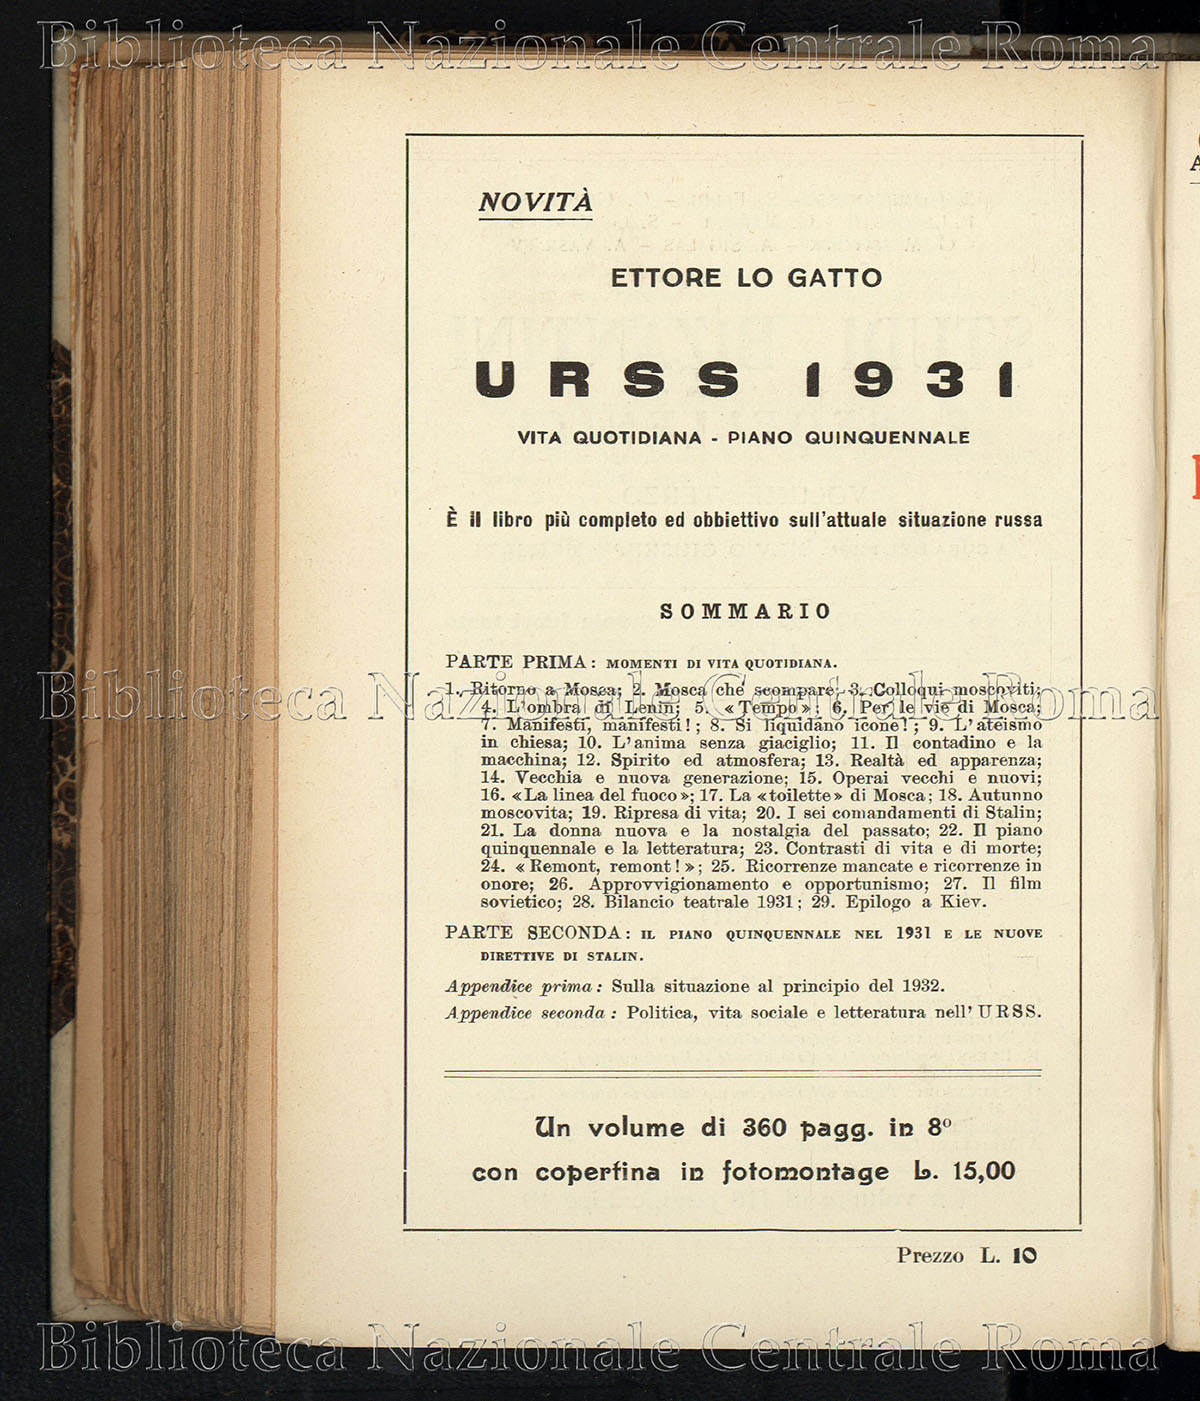 Biblioteca Nazionale Centrale Roma
NOVITÀ
ETTORE LO GATTO
URSS 1931
VITA QUOTIDIANA - PIANO QUINQUENNALE
È il libro più completo ed obbiettivo sull'attuale situazione russa
SOMMARIO
PARTE PRIMA: MOMENTI DI VITA QUOTIDIANA.
1. Ritorno a Mosca; 2. Mosca che scompare; 3. Colloqui moscoviti;
Biblioteca Nazionale Centrale Roma
4. L'ombra di Lenin; 5. «Tempo»! 6. Per le vie di Mosca;
7. Manifesti, manifesti!; 8. Si liquidano icone!; 9. L'ateismo
in chiesa; 10. L'anima senza giaciglio; 11. Il contadino e la
macchina; 12. Spirito ed atmosfera; 13. Realtà ed apparenza;
14. Vecchia e nuova generazione; 15. Operai vecchi e nuovi;
16. «La linea del fuoco»; 17. La «toilette» di Mosca; 18. Autunno
moscovita; 19. Ripresa di vita; 20. I sei comandamenti di Stalin;
21. La donna nuova e la nostalgia del passato; 22. Il piano
quinquennale e la letteratura; 23. Contrasti di vita e di morte;
24. «Remont, remont!»; 25. Ricorrenze mancate e ricorrenze in
onore; 26. Approvvigionamento e opportunismo; 27. Il film
sovietico; 28. Bilancio teatrale 1931; 29. Epilogo a Kiev.
PARTE SECONDA: IL PIANO QUINQUENNALE NEL 1931 E LE NUOVE
DIRETTIVE DI STALIN.
Appendice prima: Sulla situazione al principio del 1932.
Appendice seconda: Politica, vita sociale e letteratura nell'URSS.
Un volume di 360 pagg. in 8º
con copertina in fotomontage L. 15,00
Prezzo L. 10
Biblioteca Nazionale Centrale Roma